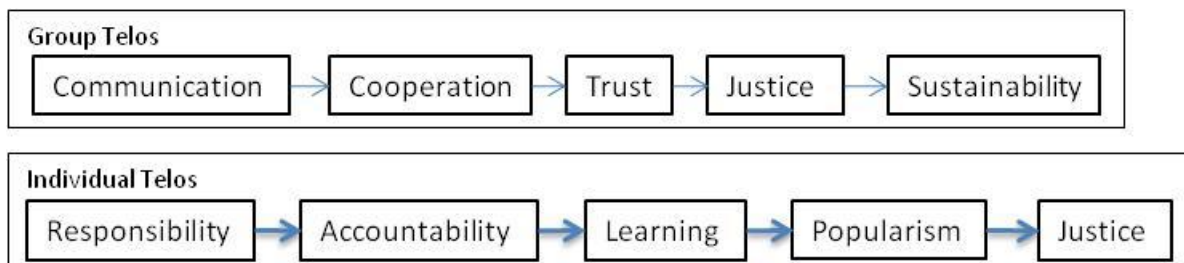 Group Telos
Communication Cooperation Trust Justice Sustainability
Individual Telos
Responsibility Accountability Learning Popularism Justice